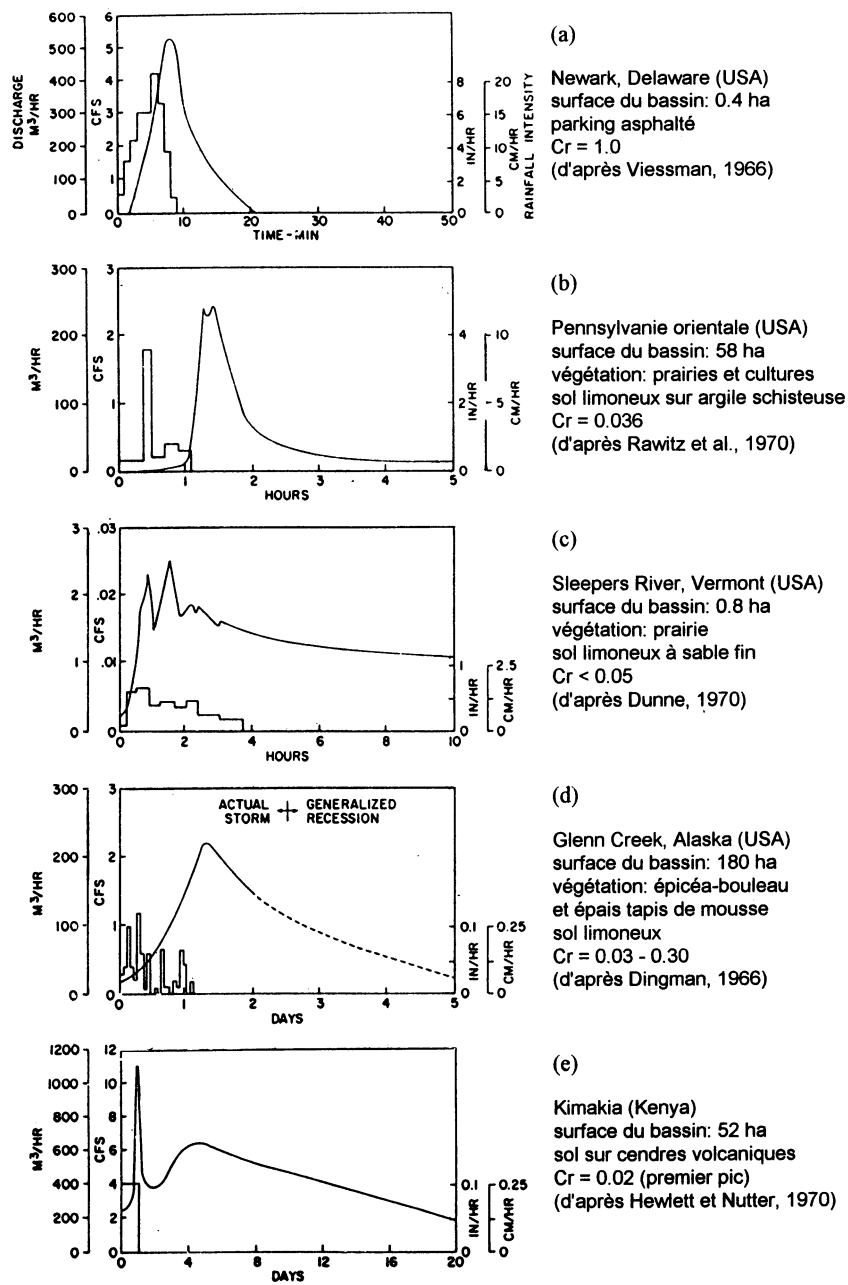 (a)
Newark, Delaware (USA)
surface du bassin: 0.4 ha
parking asphalté
Cr = 1.0
(d'après Viessman, 1966)
DISCHARGE
M³/HR
600
500
400
300
200
100
0
CFS
6
5
4
3
2
1
0
IN/HR
8
6
4
2
0
CM/HR
20
15
10
5
0
RAINFALL INTENSITY
0 10 20 30 40 50
TIME-MIN
(b)
Pennsylvanie orientale (USA)
surface du bassin: 58 ha
végétation: prairies et cultures
sol limoneux sur argile schisteuse
Cr = 0.036
(d'après Rawitz et al., 1970)
M³/HR
300
200
100
0
CFS
3
2
1
0
IN/HR
4
2
0
CM/HR
10
5
0
0 1 2 3 4 5
HOURS
(c)
Sleepers River, Vermont (USA)
surface du bassin: 0.8 ha
végétation: prairie
sol limoneux à sable fin
Cr < 0.05
(d'après Dunne, 1970)
M³/HR
3
2
1
0
CFS
.03
.02
.01
0
IN/HR
1
0
CM/HR
2.5
0
0 2 4 6 8 10
HOURS
(d)
Glenn Creek, Alaska (USA)
surface du bassin: 180 ha
végétation: épicéa-bouleau
et épais tapis de mousse
sol limoneux
Cr = 0.03 - 0.30
(d'après Dingman, 1966)
M³/HR
300
200
100
0
CFS
3
2
1
0
ACTUAL GENERALIZED
STORM RECESSION
IN/HR
0.1
0
CM/HR
0.25
0
0 1 2 3 4 5
DAYS
(e)
Kimakia (Kenya)
surface du bassin: 52 ha
sol sur cendres volcaniques
Cr = 0.02 (premier pic)
(d'après Hewlett et Nutter, 1970)
M³/HR
1200
1000
800
600
400
200
0
CFS
12
10
8
6
4
2
0
IN/HR
0.1
0
CM/HR
0.25
0
0 4 8 12 16 20
DAYS